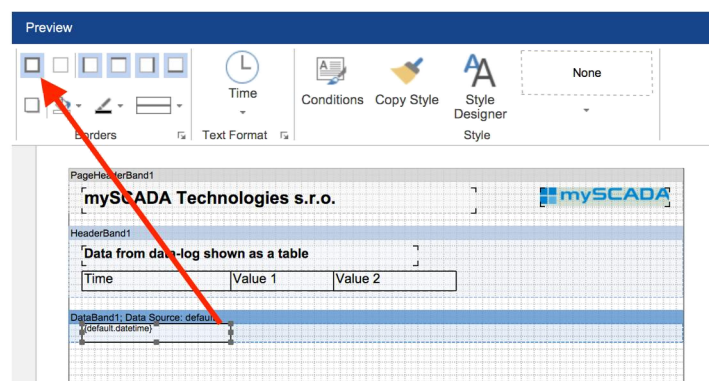 Preview
Time
Conditions
Copy Style
Style
Designer
None
Borders
Text Format
Style
PageHeaderBand1
mySCADA Technologies s.r.o.
mySCADA
HeaderBand1
Data from data-log shown as a table
Time Value 1 Value 2
DataBand1; Data Source: default
{default.datetime}